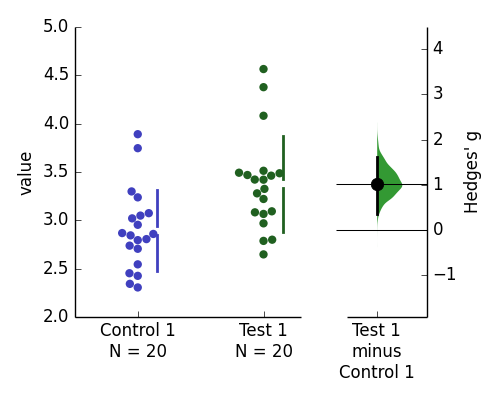 5.0
4.5
4.0
3.5
3.0
2.5
2.0
value
Control 1
N = 20
Test 1
N = 20
4
3
2
1
0
−1
Hedges' g
Test 1
minus
Control 1